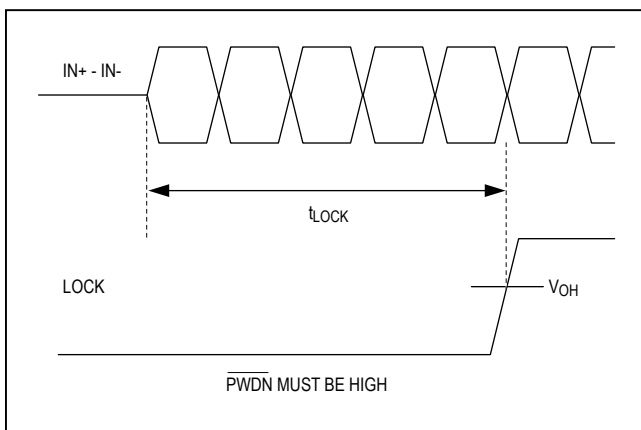 IN+ - IN-
tLOCK
LOCK
VOH
PWDN MUST BE HIGH